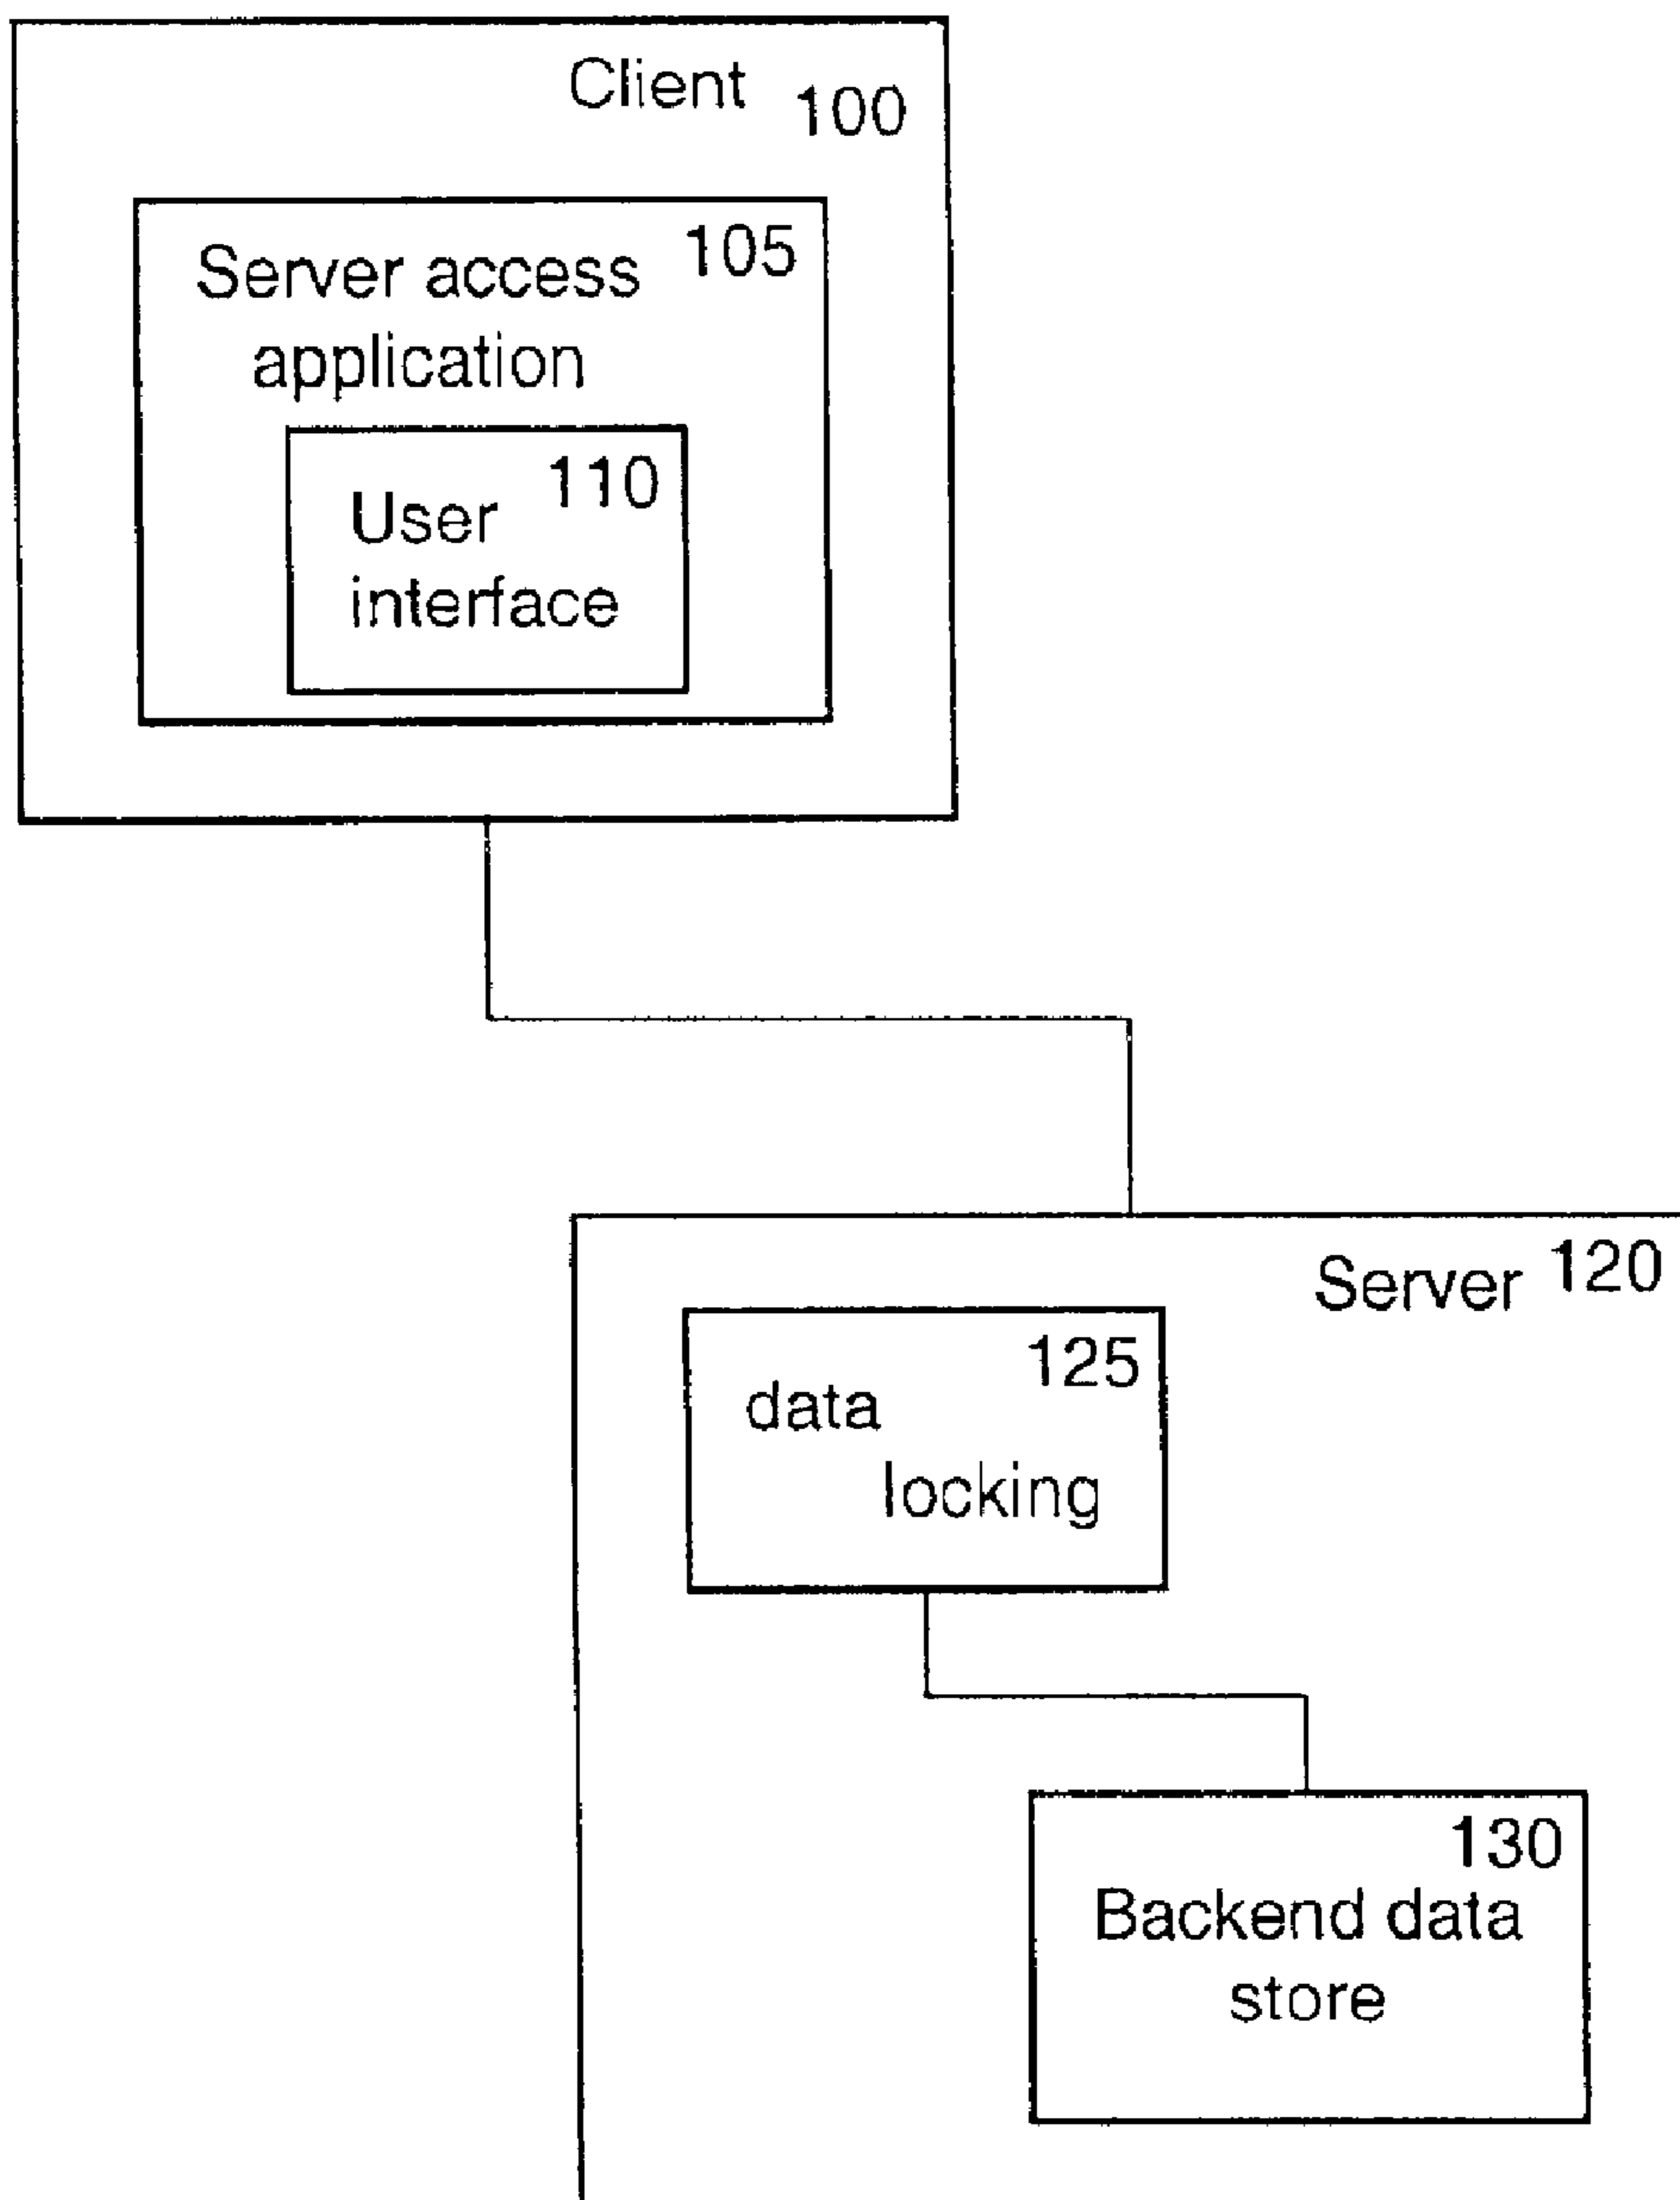 Client 100
Server access 105
application
110
User
interface
Server 120
125
data
locking
130
Backend data
store